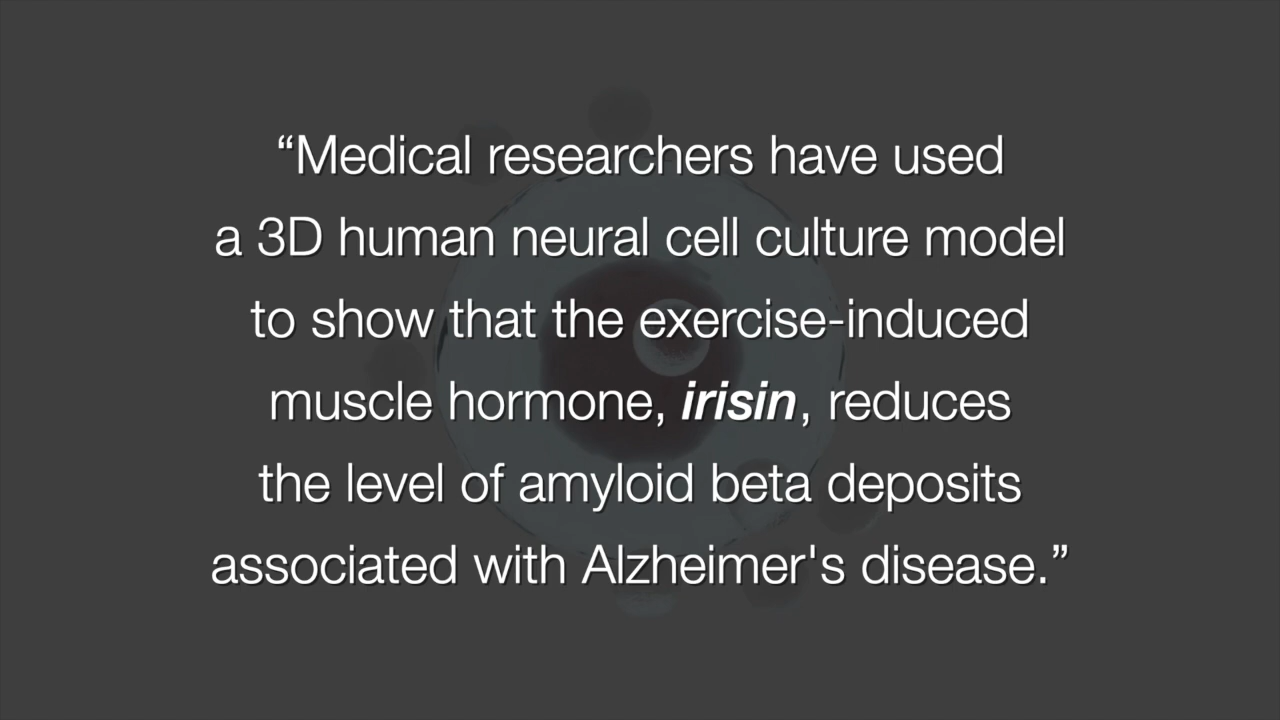 “Medical researchers have used
a 3D human neural cell culture model
to show that the exercise-induced
muscle hormone, irisin, reduces
the level of amyloid beta deposits
associated with Alzheimer's disease.”